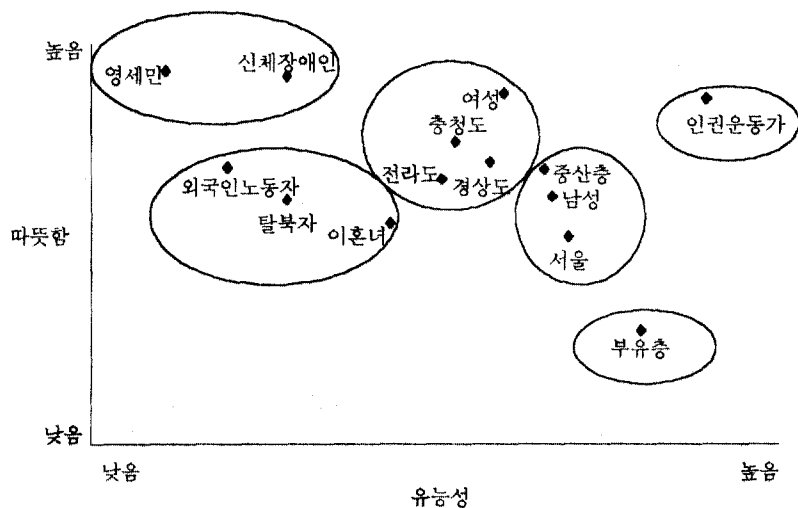 높음
영세민
신체장애인
여성
충청도
인권운동가
전라도
경상도
중산층
외국인노동자
남성
탈북자
이혼녀
따뜻함
서울
부유층
낮음
낮음
높음
유능성